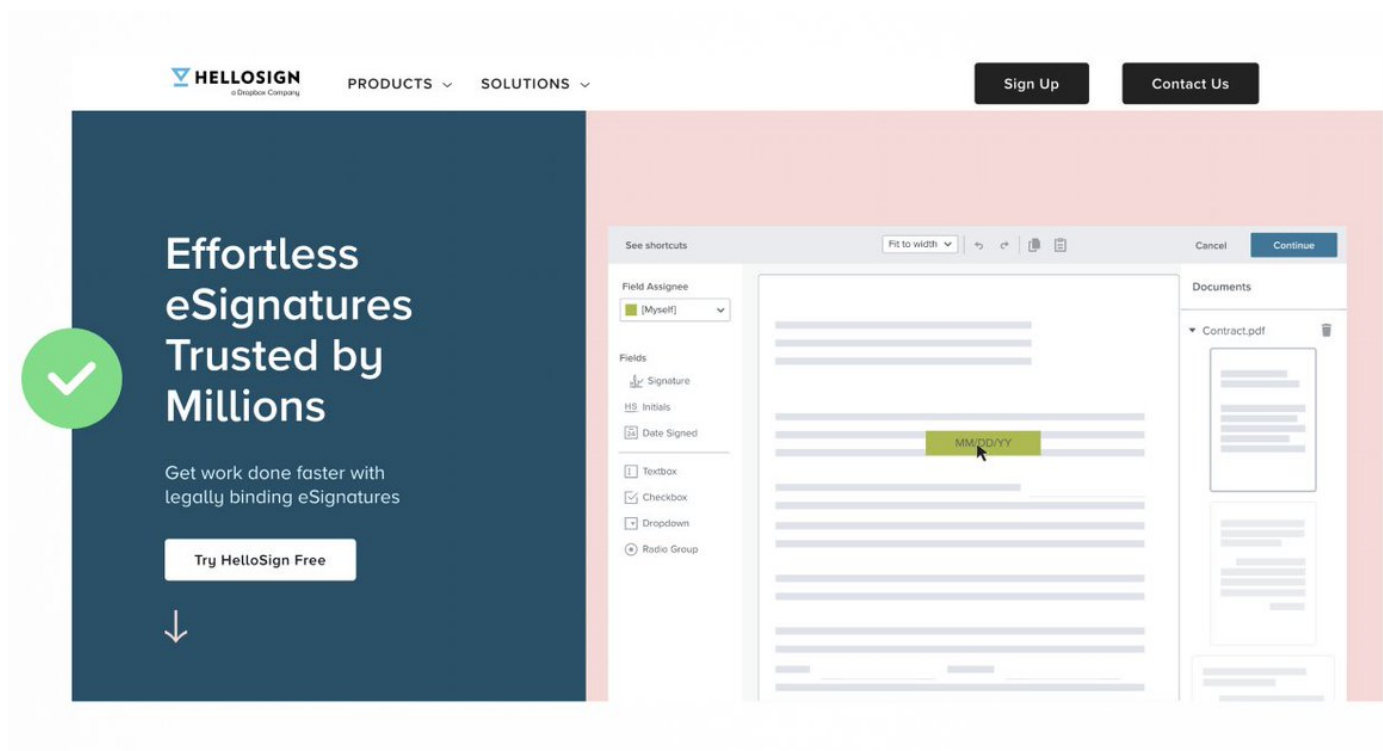 HELLOSIGN
a Dropbox Company
PRODUCTS
SOLUTIONS
Sign Up
Contact Us
Effortless
eSignatures
Trusted by
Millions
Get work done faster with
legally binding eSignatures
Try HelloSign Free
See shortcuts
Fit to width
Cancel
Continue
Field Assignee
[Myself]
Fields
Signature
HS Initials
24 Date Signed
Textbox
Checkbox
Dropdown
Radio Group
MM/DD/YY
Documents
Contract.pdf